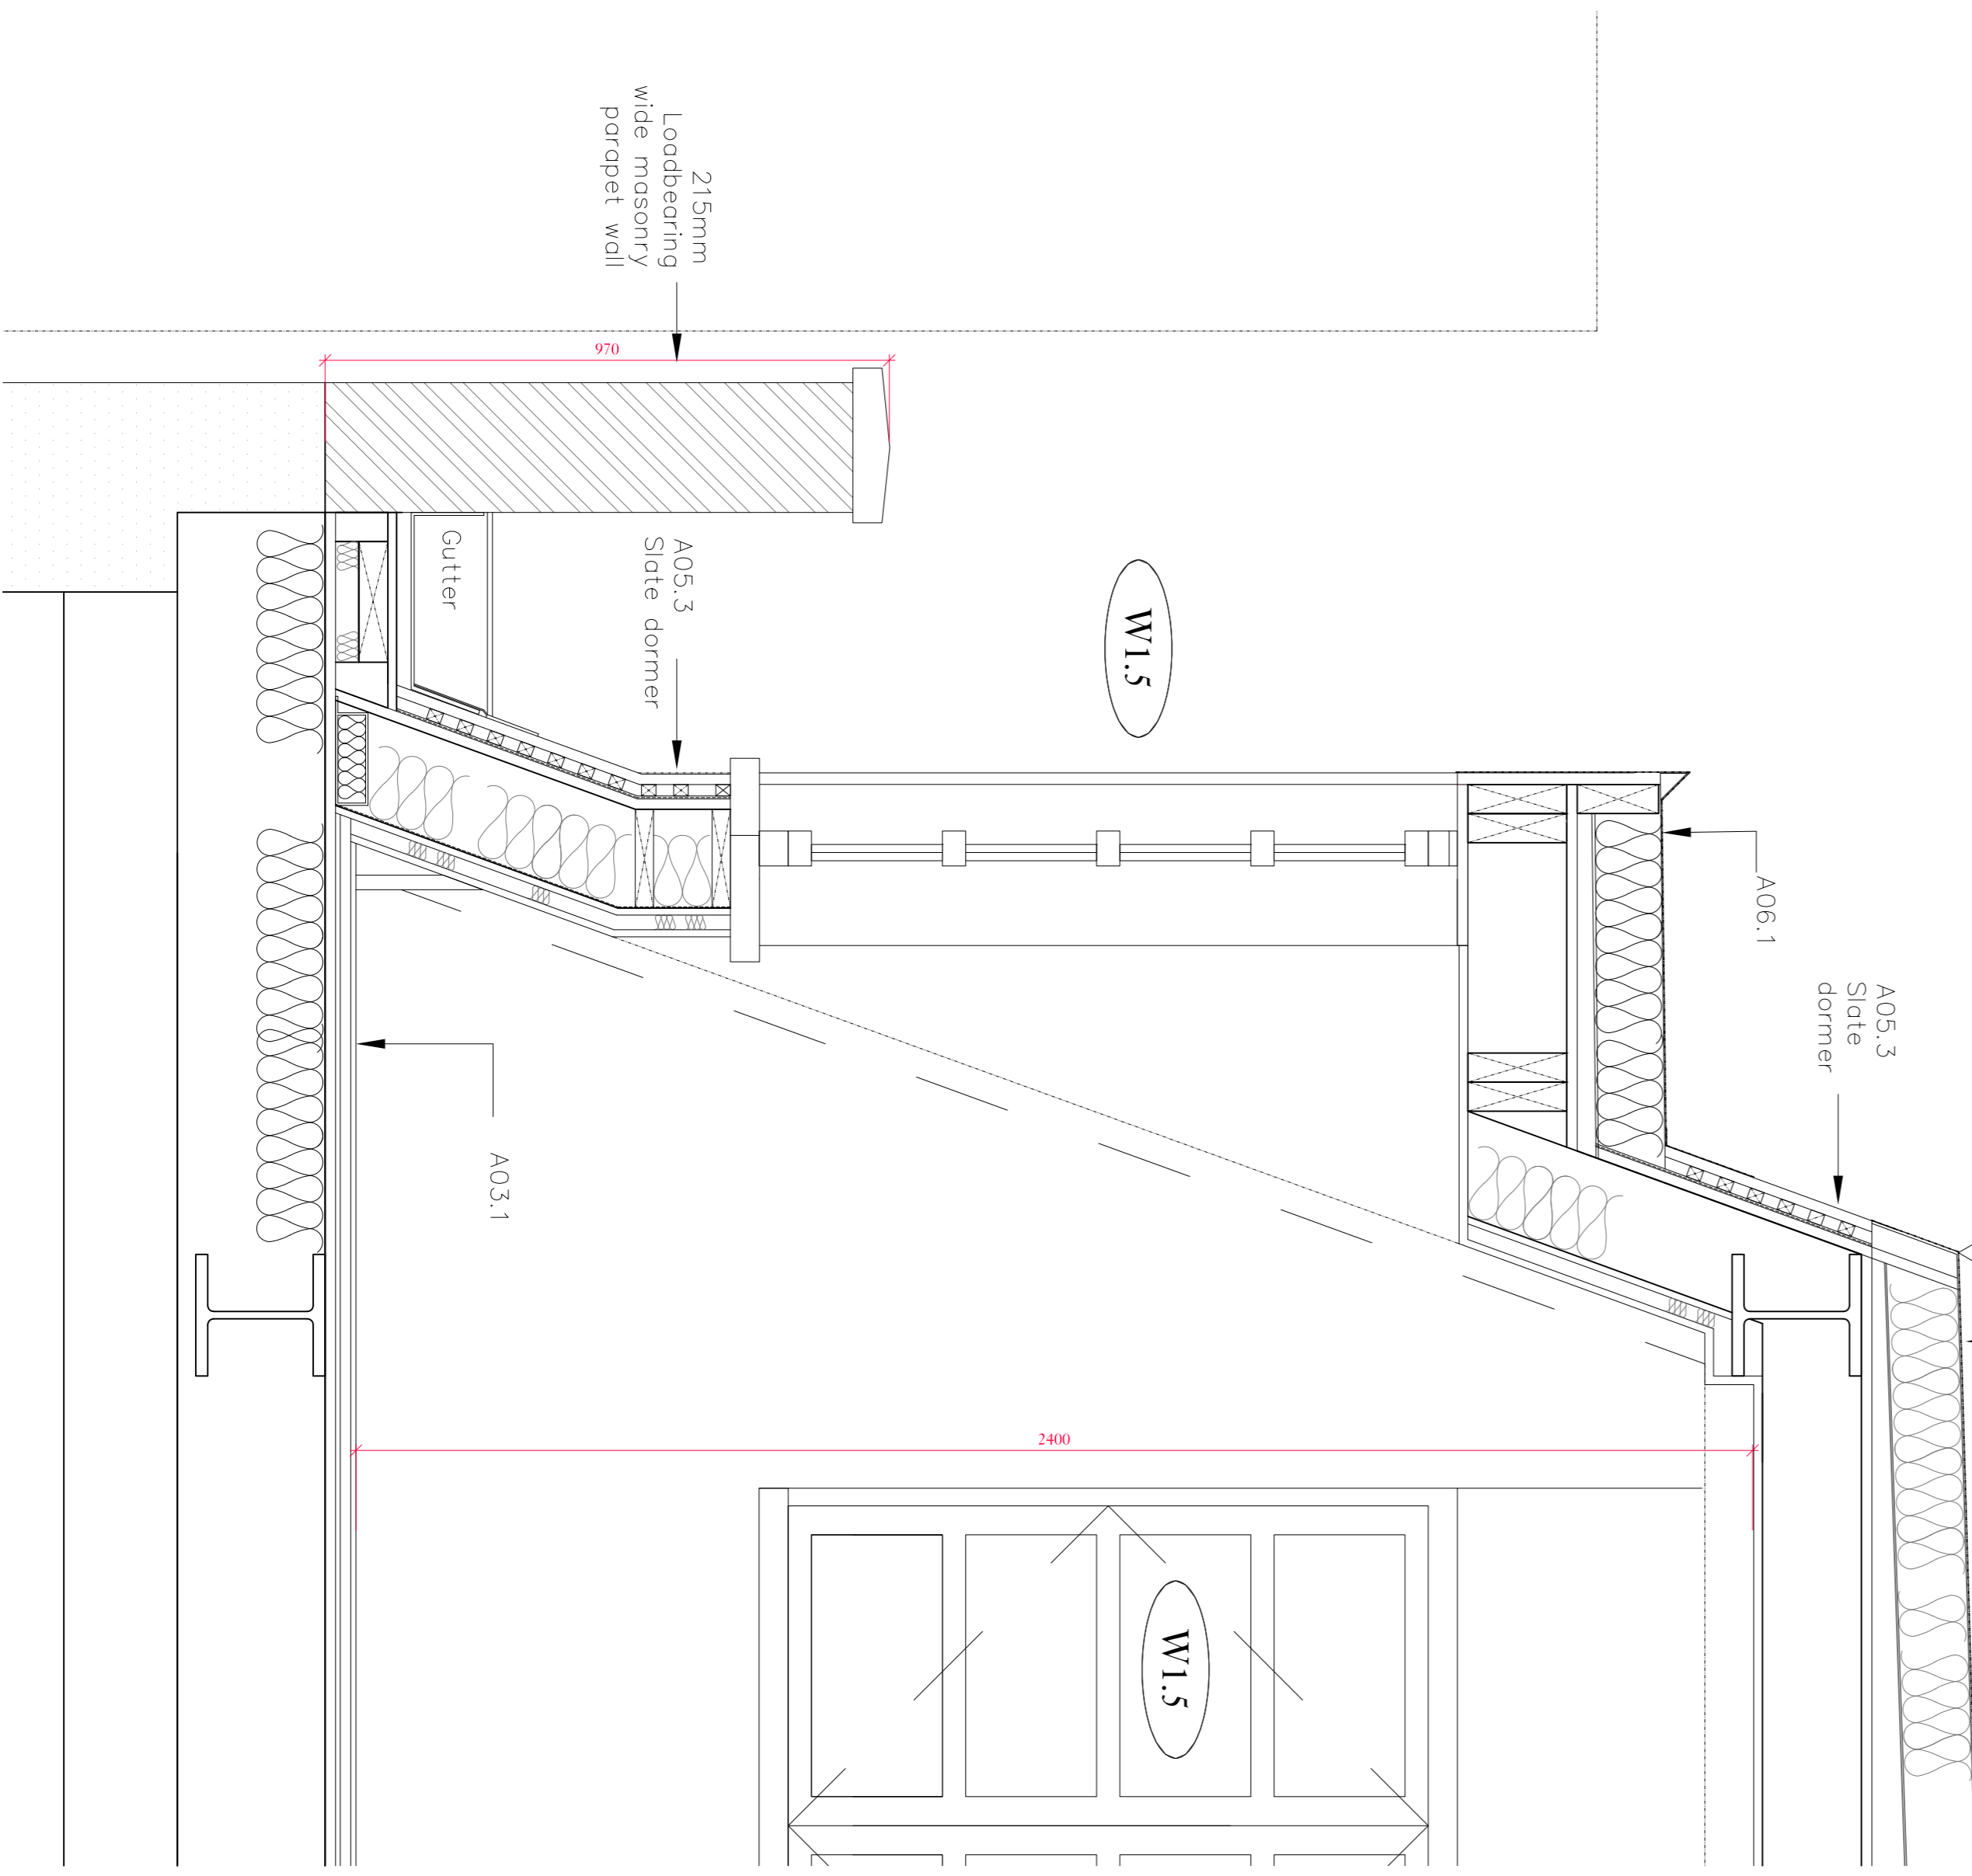 215mm
Loadbearing
wide masonry
parapet wall
970
Gutter
A05.3
Slate dormer
W1.5
A06.1
A05.3
Slate
dormer
A03.1
2400
W1.5